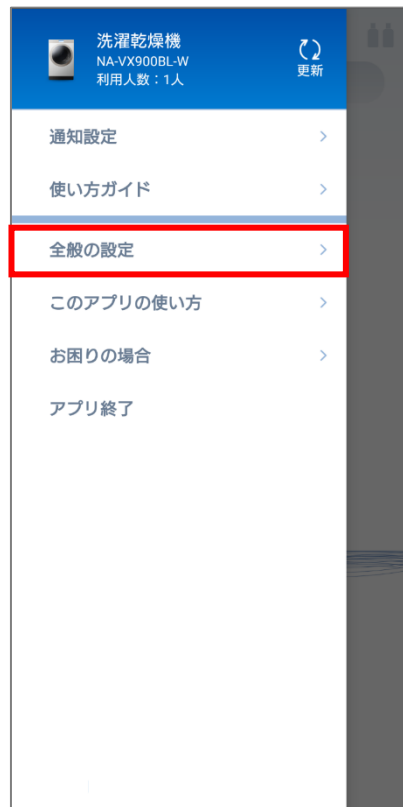 洗濯乾燥機
NA-VX900BL-W
利用人数：1人
更新
通知設定
使い方ガイド
全般の設定
このアプリの使い方
お困りの場合
アプリ終了